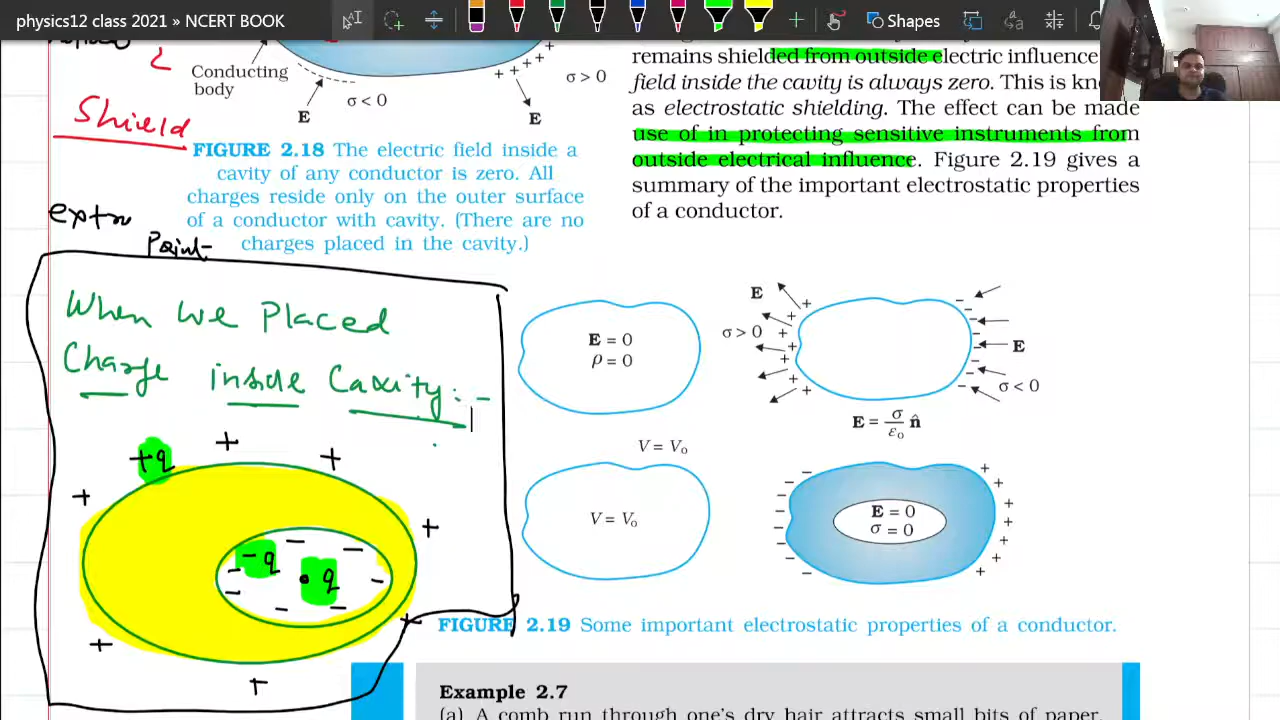 physics12 class 2021 » NCERT BOOK
Shapes
Conducting
body
σ < 0
E
σ > 0
E
Shield
FIGURE 2.18 The electric field inside a
cavity of any conductor is zero. All
charges reside only on the outer surface
of a conductor with cavity. (There are no
charges placed in the cavity.)
remains shielded from outside electric influence
field inside the cavity is always zero. This is
as electrostatic shielding. The effect can be made
use of in protecting sensitive instruments from
outside electrical influence. Figure 2.19 gives a
summary of the important electrostatic properties
of a conductor.
extra
Point-
When we Placed
Charge inside Cavity:-
+q
-q
q
E = 0
ρ = 0
E
σ > 0
E
σ < 0
E = σ/ε₀ n̂
V = V₀
V = V₀
E = 0
σ = 0
FIGURE 2.19 Some important electrostatic properties of a conductor.
Example 2.7
(a) A comb run through one's dry hair attracts small bits of paper.